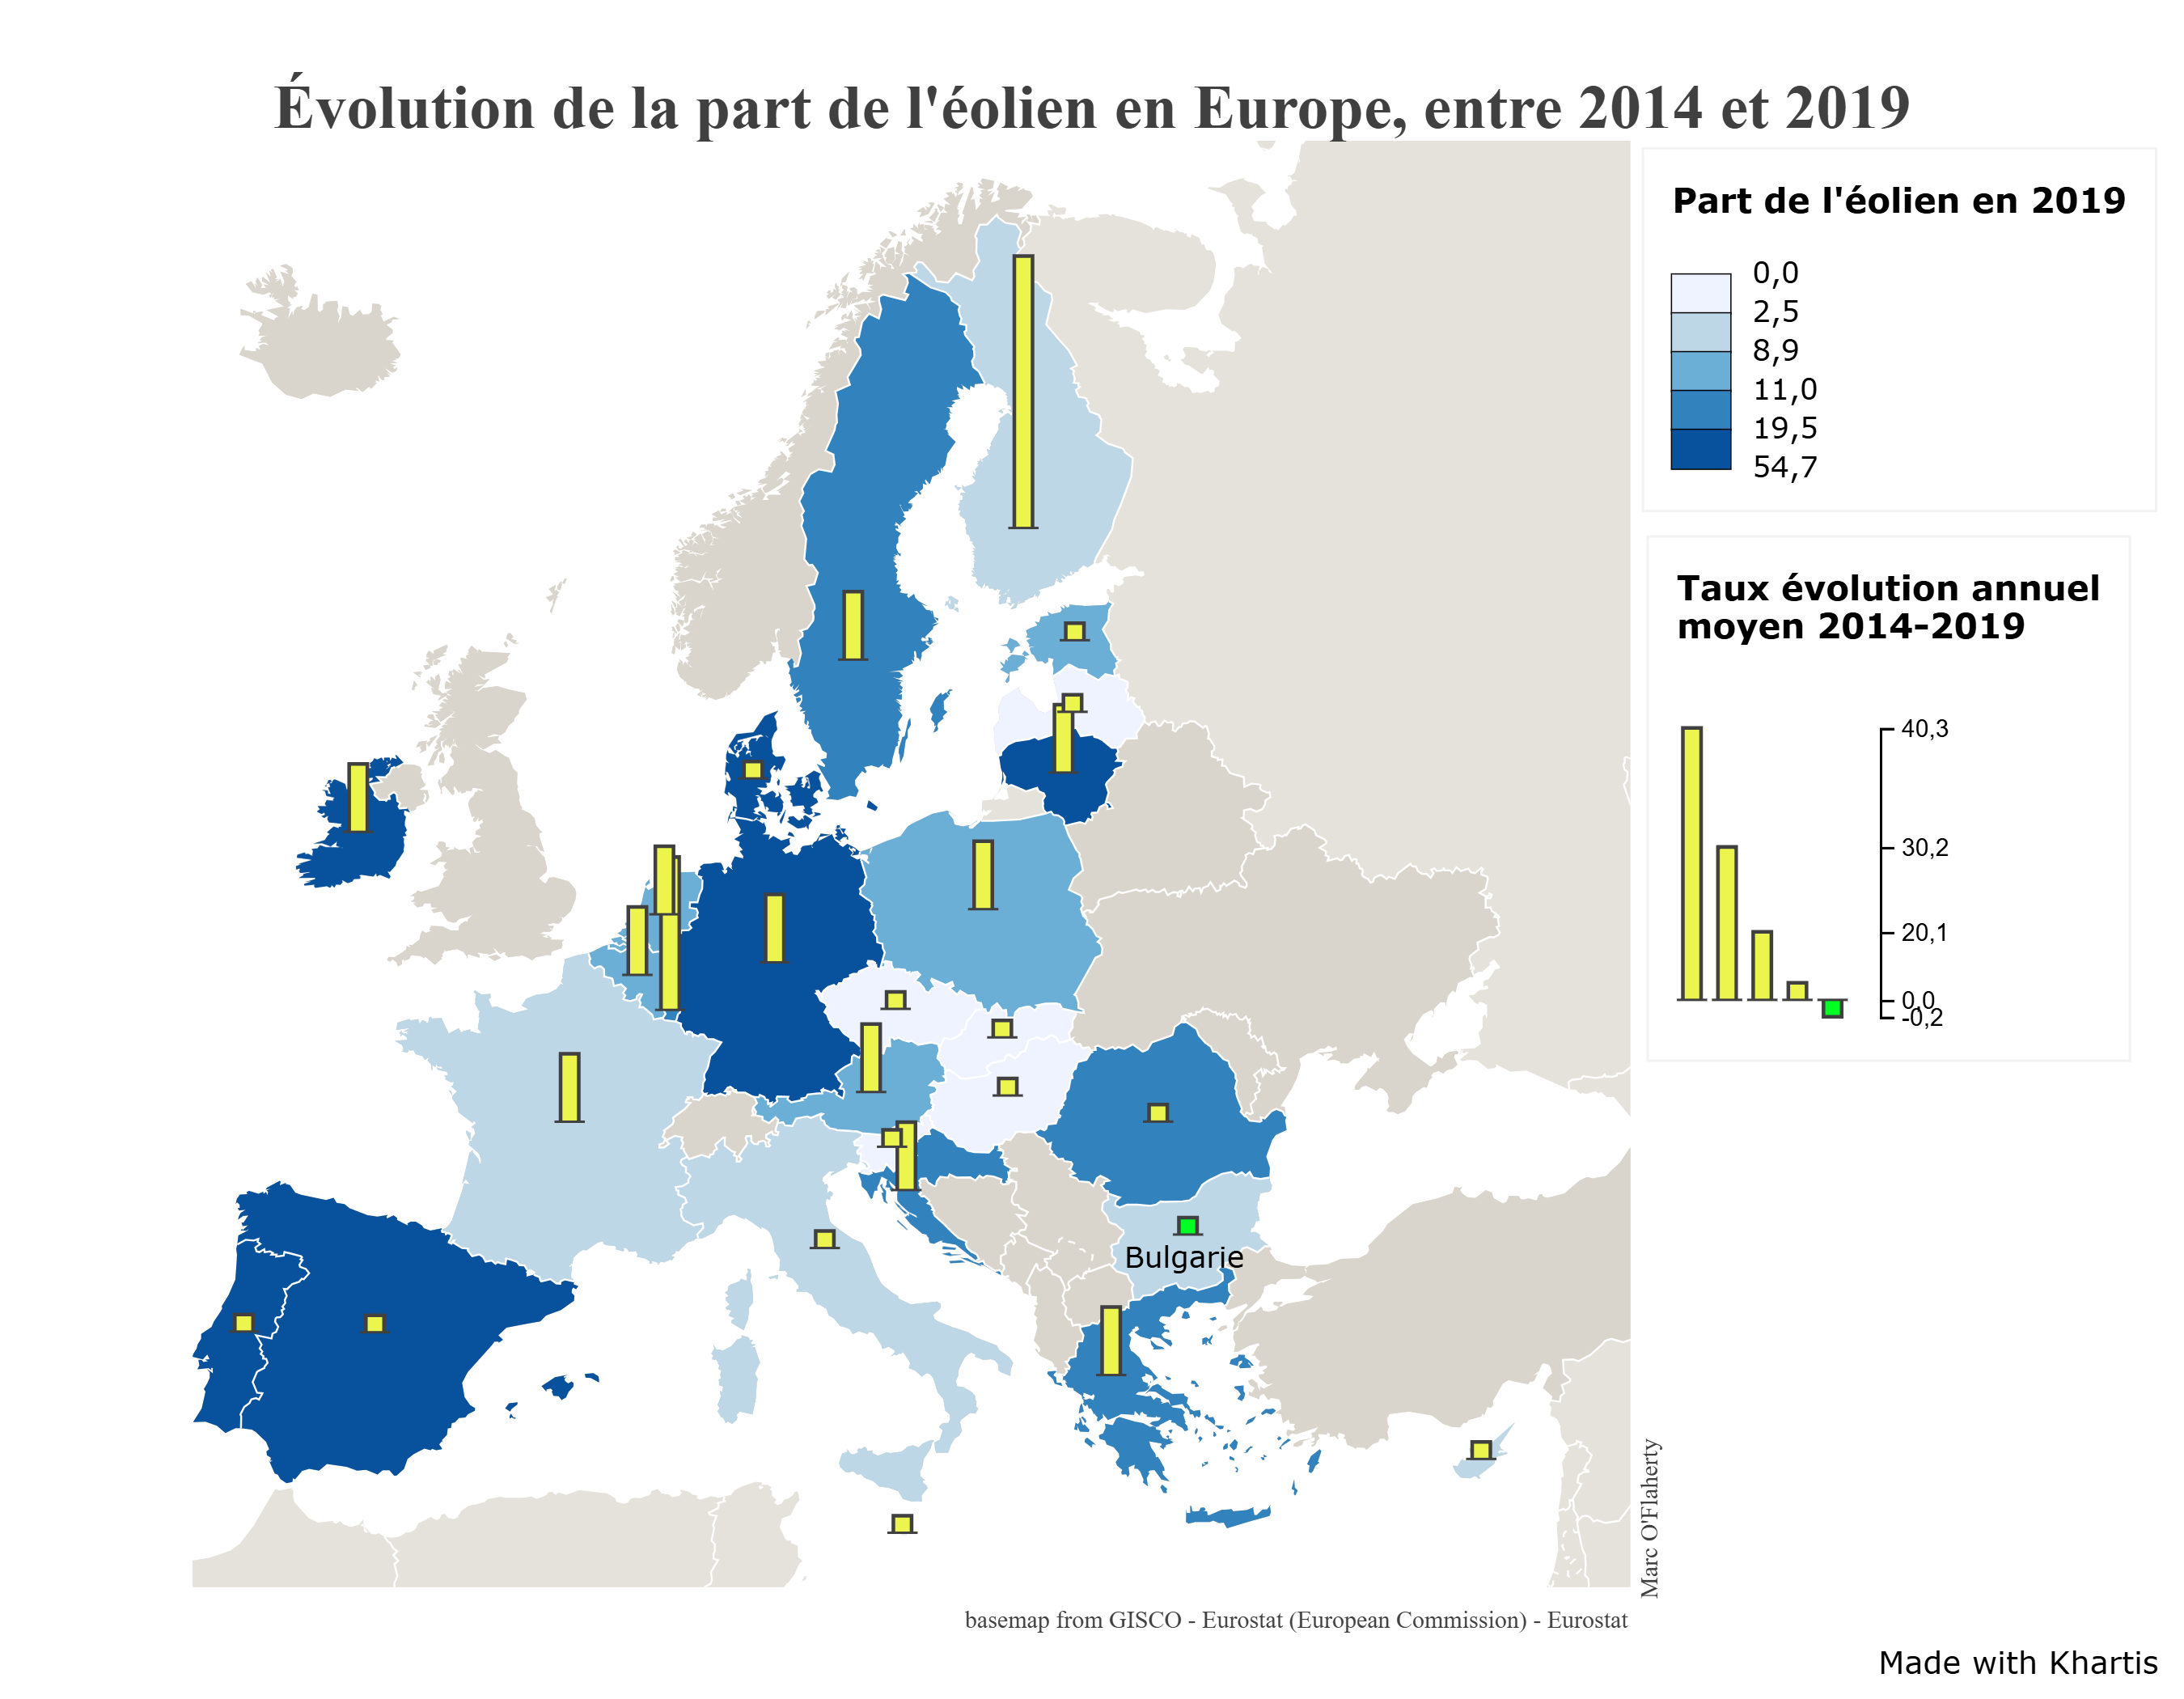 Évolution de la part de l'éolien en Europe, entre 2014 et 2019
Part de l'éolien en 2019
0,0
2,5
8,9
11,0
19,5
54,7
Taux évolution annuel
moyen 2014-2019
40,3
30,2
20,1
0,0
-0,2
Bulgarie
Marc O'Flaherty
basemap from GISCO - Eurostat (European Commission) - Eurostat
Made with Khartis